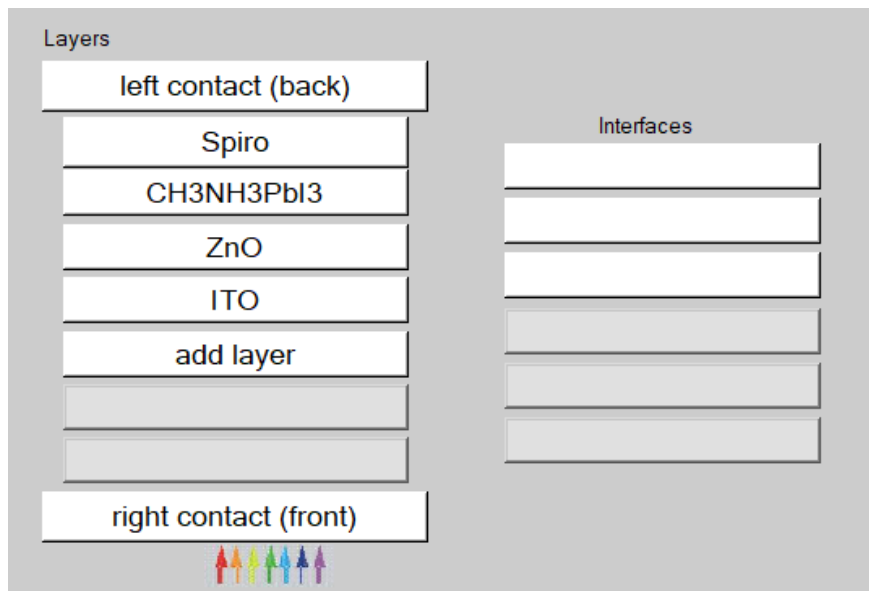 Layers
left contact (back)
Interfaces
Spiro
CH3NH3PbI3
ZnO
ITO
add layer
right contact (front)